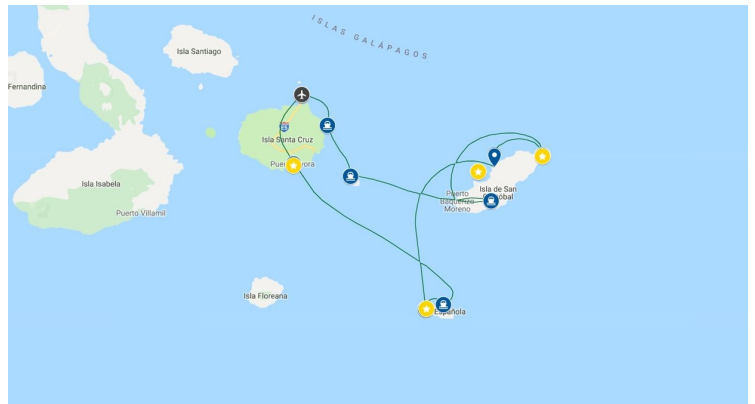 ISLAS GALÁPAGOS
Isla Santiago
Fernandina
Isla Santa Cruz
Isla Isabela
Puerto Villamil
Isla de San
Puerto
Baquerizo
Moreno
Isla Floreana
Española